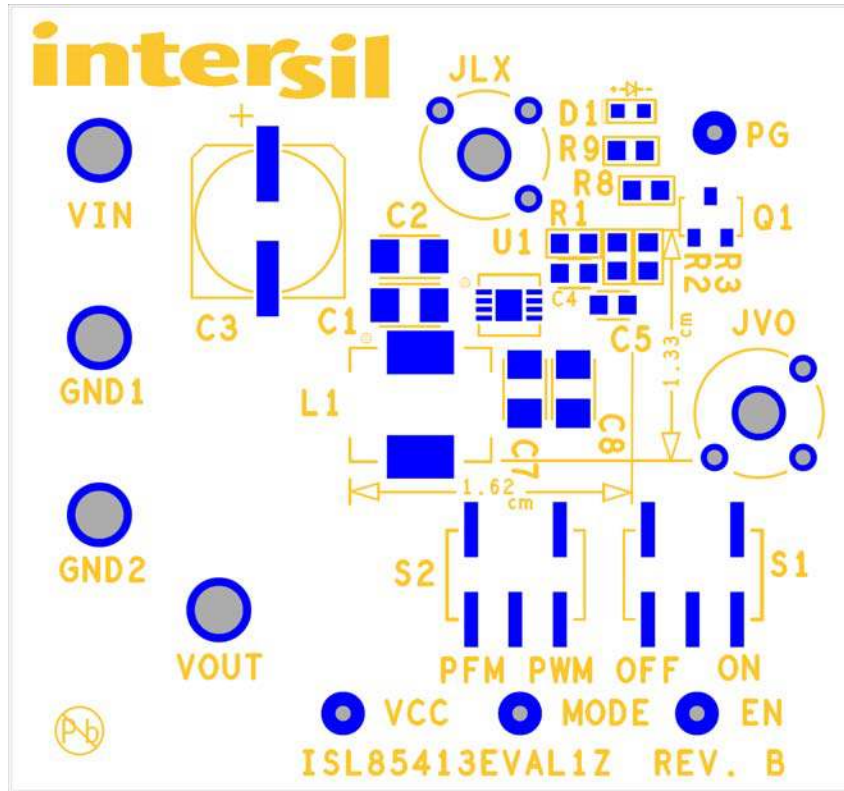 intersil
JLX
D1
PG
R9
R8
VIN
C2
R1
Q1
U1
R2
R3
C4
C3
C1
C5
JVO
1.33 cm
GND1
L1
C7
C8
1.62 cm
GND2
S2
S1
VOUT
PFM PWM OFF ON
VCC MODE EN
Pb
ISL85413EVAL1Z REV. B